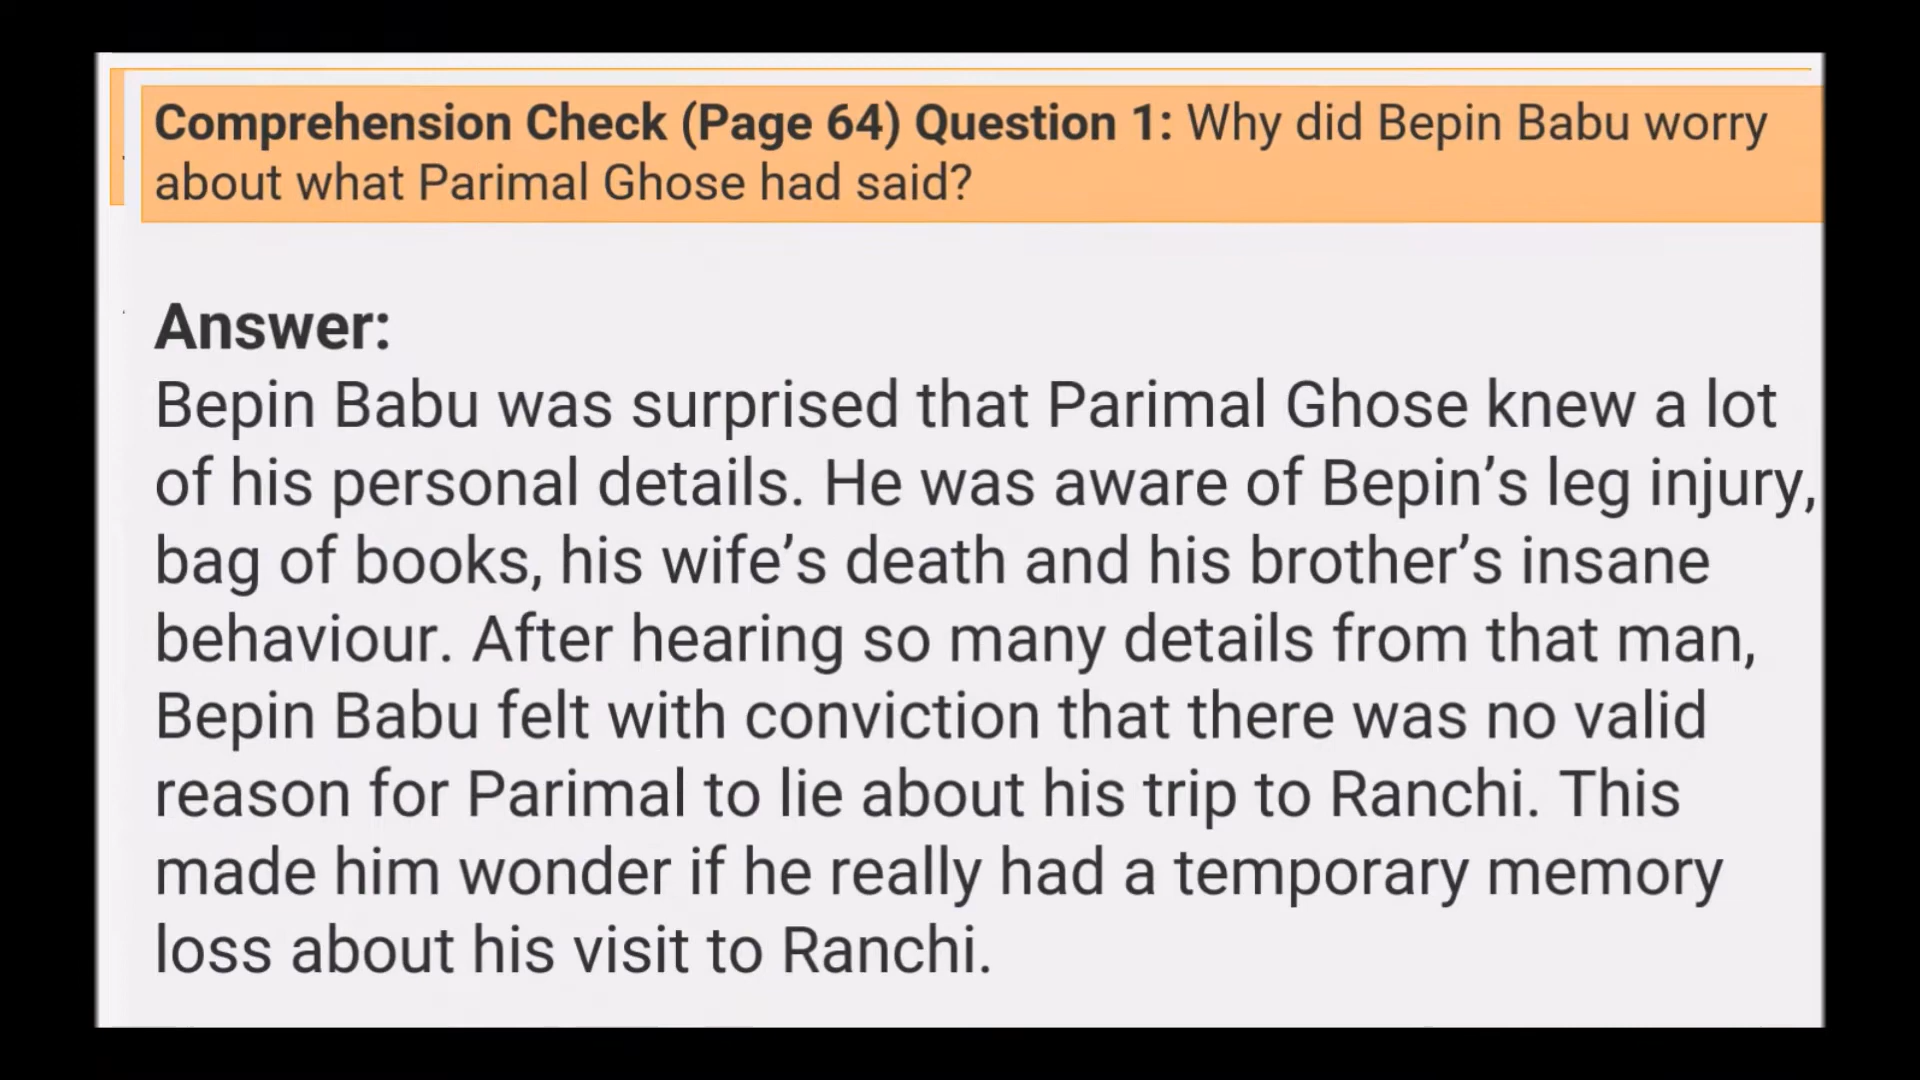 Comprehension Check (Page 64) Question 1: Why did Bepin Babu worry
about what Parimal Ghose had said?
Answer:
Bepin Babu was surprised that Parimal Ghose knew a lot
of his personal details. He was aware of Bepin’s leg injury,
bag of books, his wife’s death and his brother’s insane
behaviour. After hearing so many details from that man,
Bepin Babu felt with conviction that there was no valid
reason for Parimal to lie about his trip to Ranchi. This
made him wonder if he really had a temporary memory
loss about his visit to Ranchi.